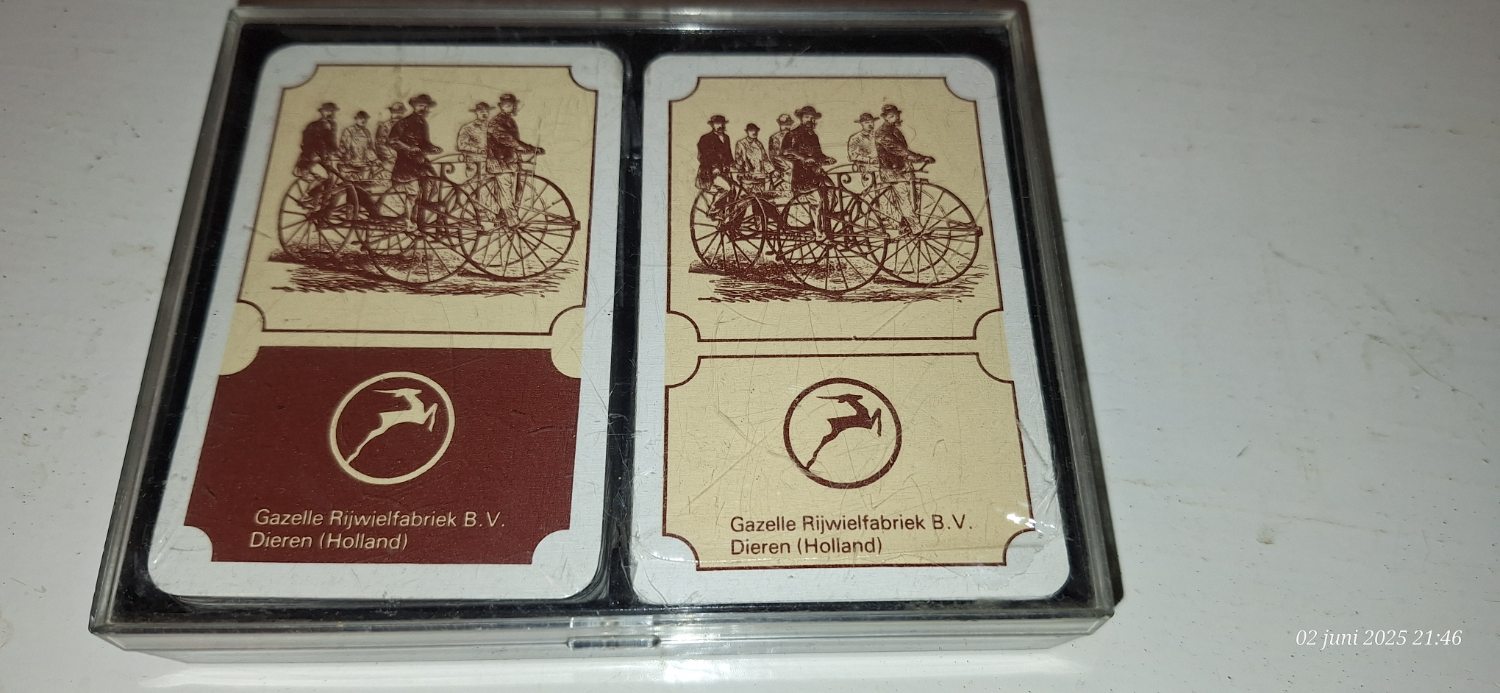 Gazelle Rijwielfabriek B.V.
Dieren (Holland)
Gazelle Rijwielfabriek B.V.
Dieren (Holland)
02 juni 2025 21:46